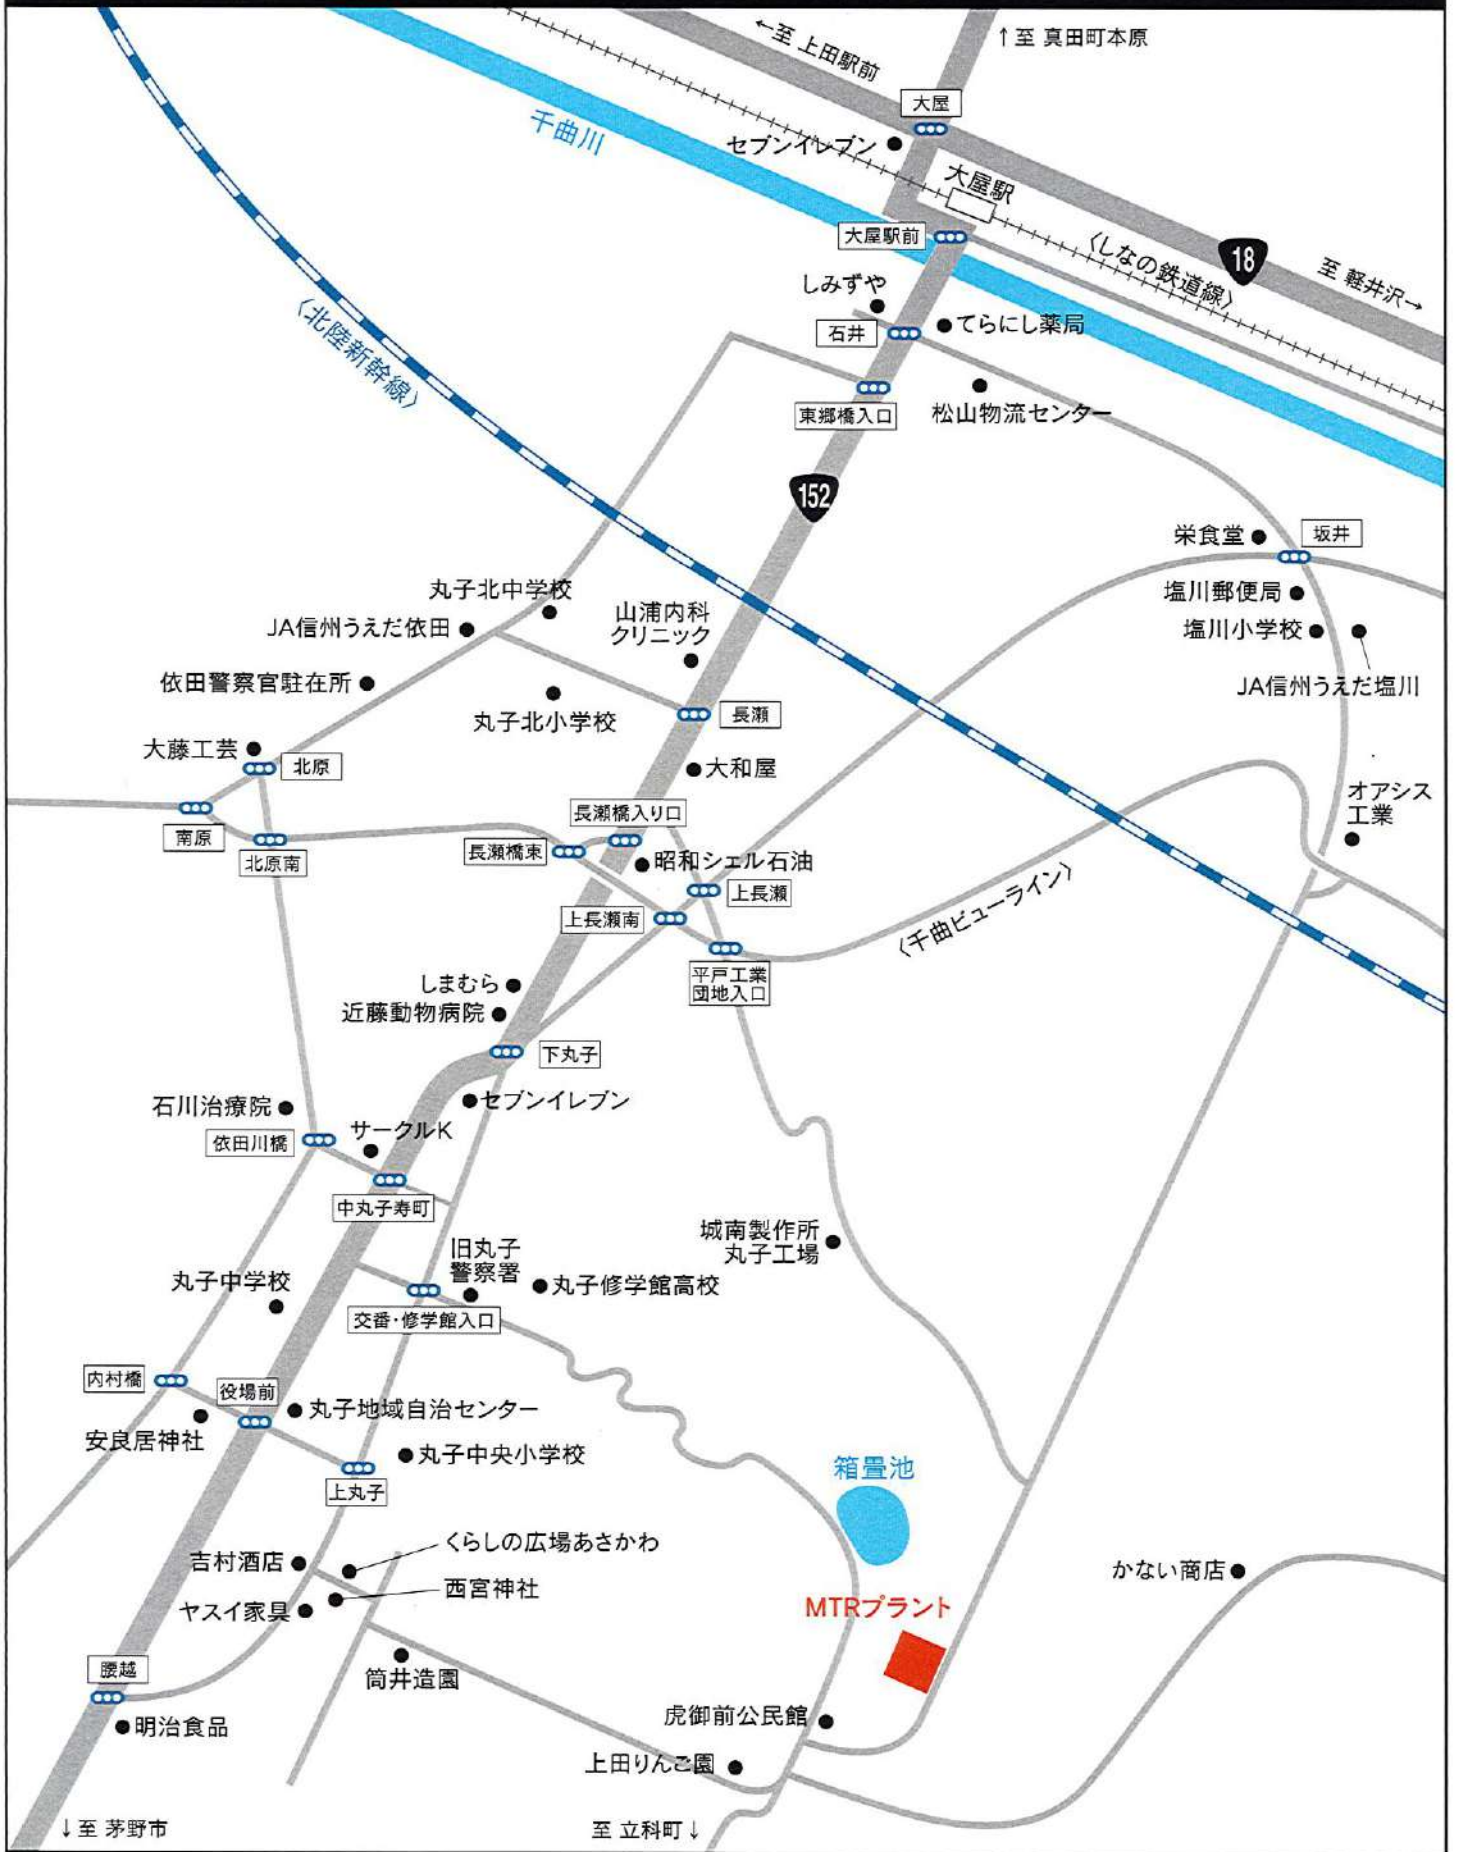 ←至 上田駅前
↑至 真田町本原
大屋
千曲川
セブンイレブン
大屋駅
大屋駅前
〈しなの鉄道線〉
18
至 軽井沢→
しみずや
〈北陸新幹線〉
石井
てらにし薬局
東郷橋入口
松山物流センター
152
栄食堂
坂井
丸子北中学校
山浦内科
クリニック
塩川郵便局
JA信州うえだ依田
塩川小学校
依田警察官駐在所
JA信州うえだ塩川
丸子北小学校
長瀬
大藤工芸
北原
大和屋
オアシス
工業
長瀬橋入り口
南原
北原南
長瀬橋東
昭和シェル石油
上長瀬
上長瀬南
〈千曲ビューライン〉
平戸工業
団地入口
しまむら
近藤動物病院
下丸子
石川治療院
セブンイレブン
サークルK
依田川橋
中丸子寿町
城南製作所
丸子工場
旧丸子
警察署
丸子修学館高校
丸子中学校
交番・修学館入口
内村橋
役場前
丸子地域自治センター
安良居神社
丸子中央小学校
箱畳池
上丸子
くらしの広場あさかわ
吉村酒店
かない商店
西宮神社
ヤスイ家具
MTRプラント
腰越
筒井造園
虎御前公民館
明治食品
上田りんご園
↓至 茅野市
至 立科町↓